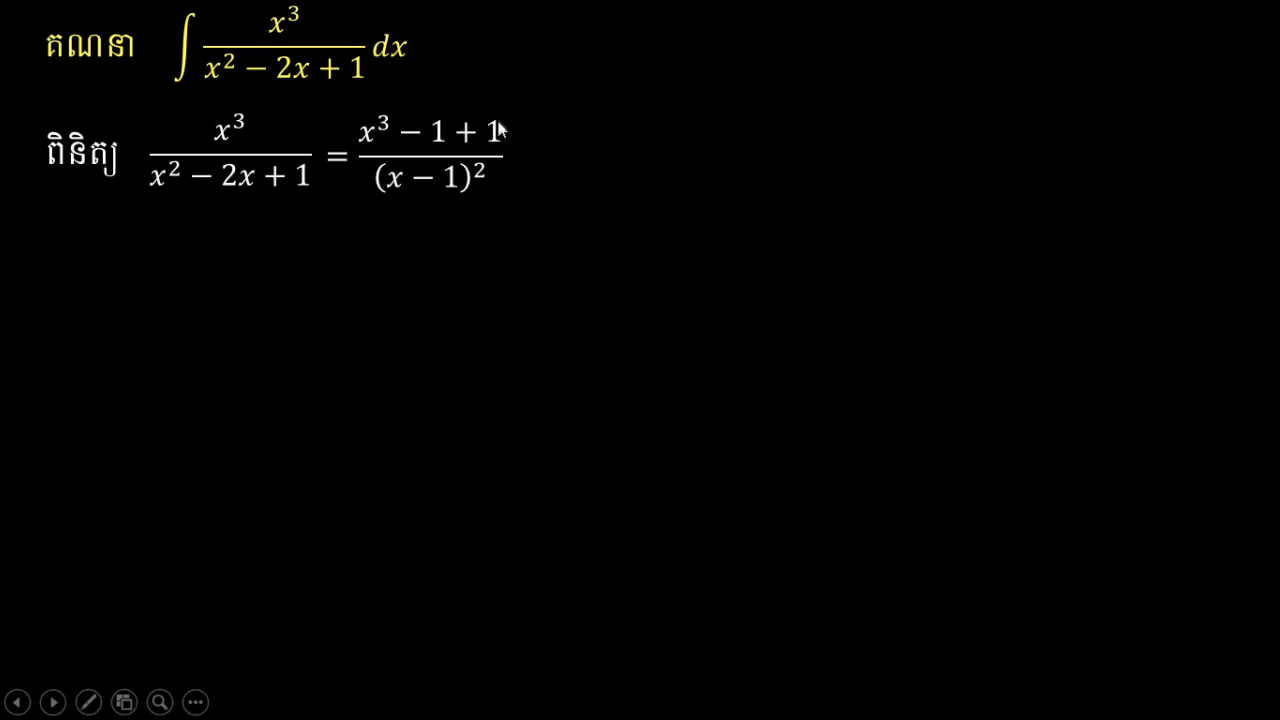 គណនា ∫ x³/(x² − 2x + 1) dx
ពិនិត្យ x³/(x² − 2x + 1) = (x³ − 1 + 1)/(x − 1)²